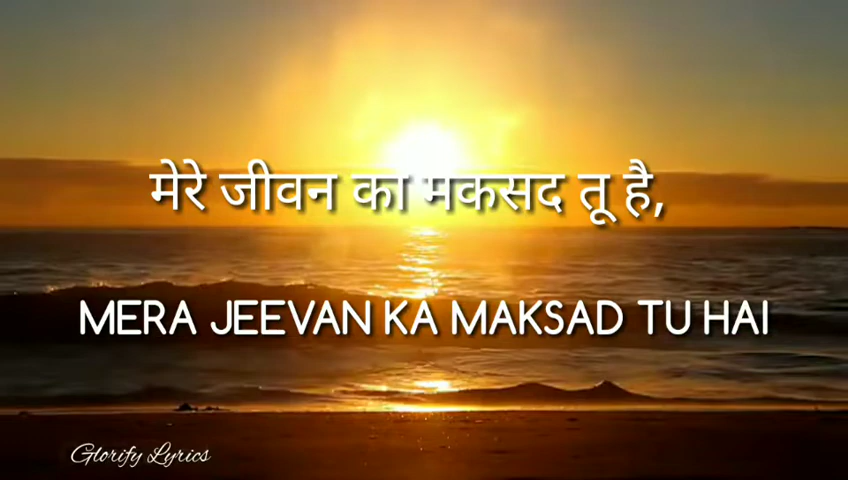 मेरे जीवन का मकसद तू है,
MERA JEEVAN KA MAKSAD TU HAI
Glorify Lyrics